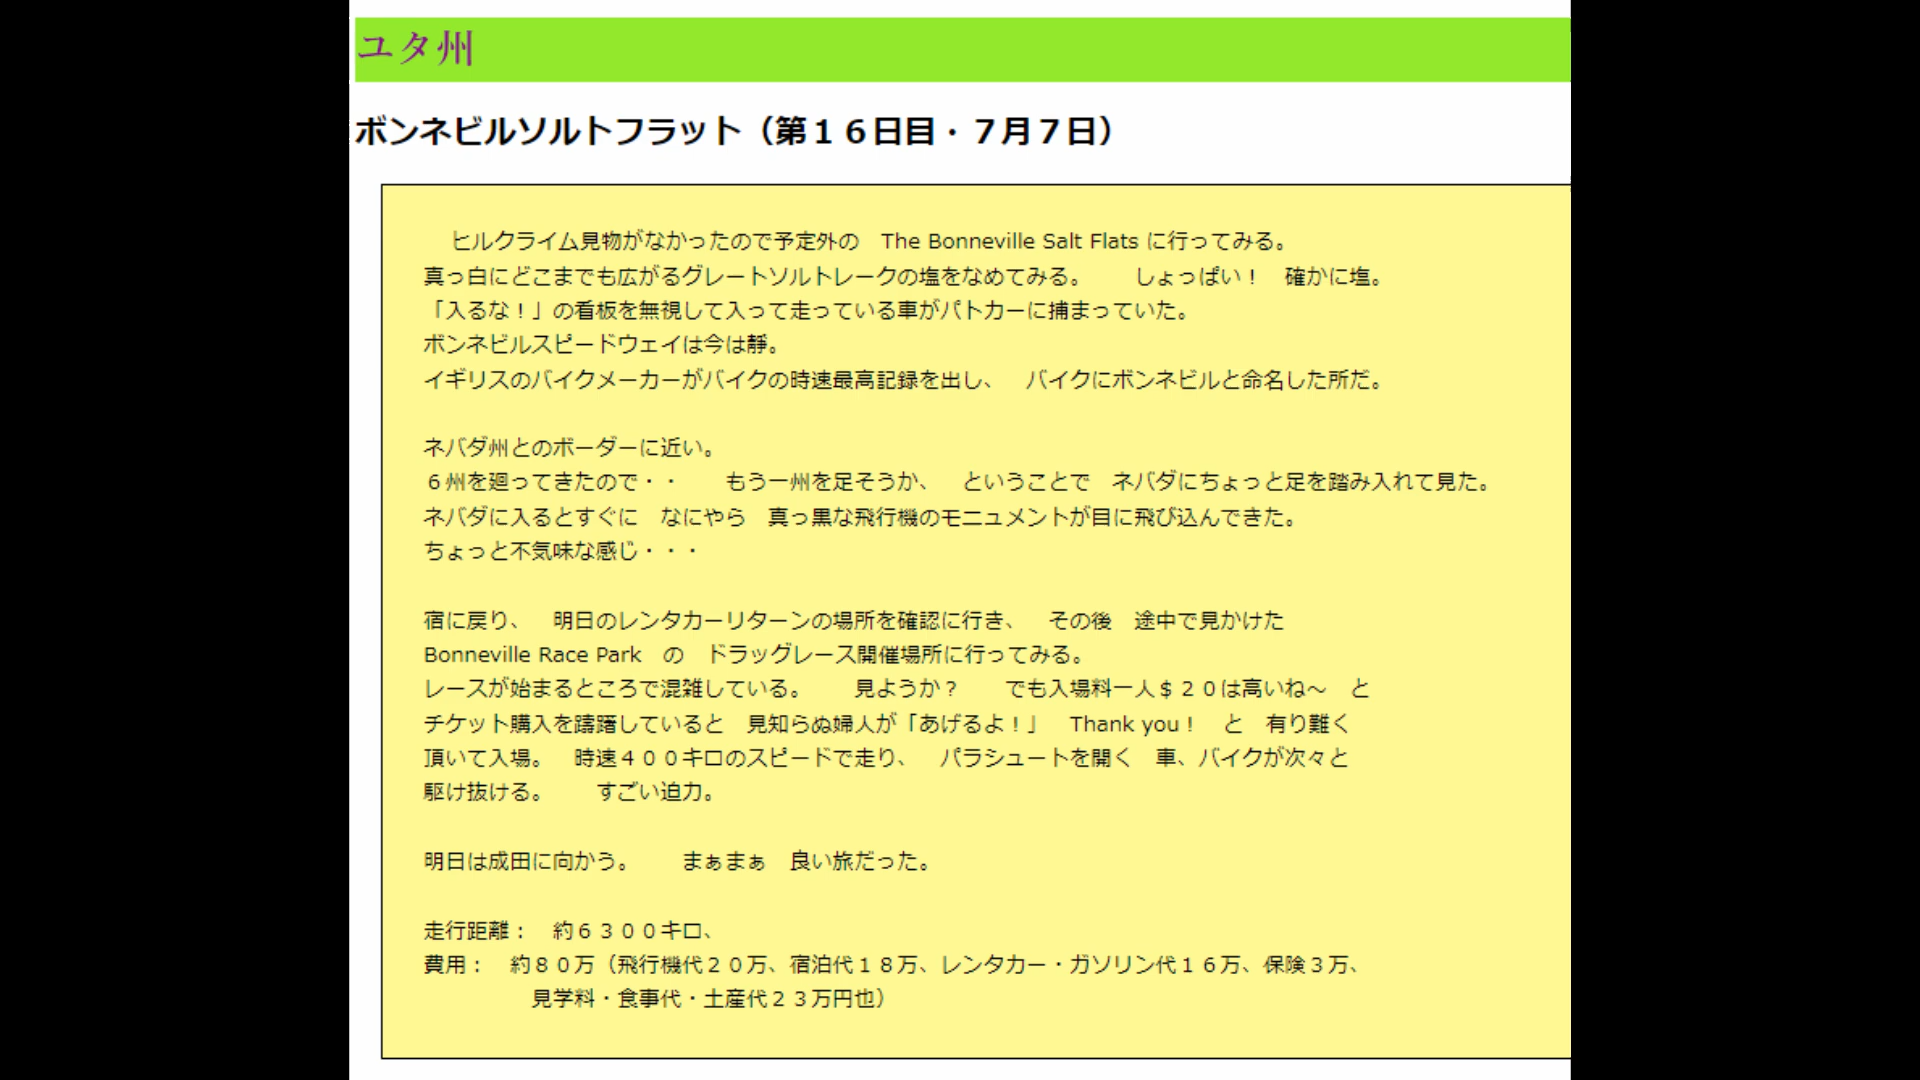 ユタ州
ボンネビルソルトフラット（第１６日目・７月７日）
ヒルクライム見物がなかったので予定外の　The Bonneville Salt Flats に行ってみる。
真っ白にどこまでも広がるグレートソルトレークの塩をなめてみる。　　しょっぱい！　確かに塩。
「入るな！」の看板を無視して入って走っている車がパトカーに捕まっていた。
ボンネビルスピードウェイは今は靜。
イギリスのバイクメーカーがバイクの時速最高記録を出し、　バイクにボンネビルと命名した所だ。
ネバダ州とのボーダーに近い。
６州を廻ってきたので・・　　もう一州を足そうか、　ということで　ネバダにちょっと足を踏み入れて見た。
ネバダに入るとすぐに　なにやら　真っ黒な飛行機のモニュメントが目に飛び込んできた。
ちょっと不気味な感じ・・・
宿に戻り、　明日のレンタカーリターンの場所を確認に行き、　その後　途中で見かけた
Bonneville Race Park　の　ドラッグレース開催場所に行ってみる。
レースが始まるところで混雑している。　　見ようか？　　でも入場料一人＄２０は高いね～　と
チケット購入を躊躇していると　見知らぬ婦人が「あげるよ！」　Thank you！　と　有り難く
頂いて入場。　時速４００キロのスピードで走り、　パラシュートを開く　車、バイクが次々と
駆け抜ける。　　すごい迫力。
明日は成田に向かう。　　まぁまぁ　良い旅だった。
走行距離：　約６３００キロ、
費用：　約８０万（飛行機代２０万、宿泊代１８万、レンタカー・ガソリン代１６万、保険３万、
見学料・食事代・土産代２３万円也）